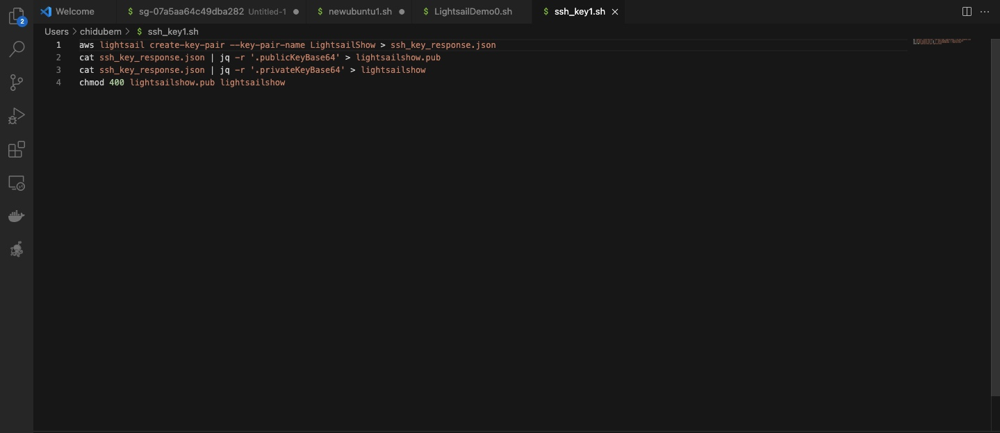 Welcome
$ sg-07a5aa64c49dba282 Untitled-1
$ newubuntu1.sh
$ LightsailDemo0.sh
$ ssh_key1.sh
2
Users > chidubem > $ ssh_key1.sh
1 aws lightsail create-key-pair --key-pair-name LightsailShow > ssh_key_response.json
2 cat ssh_key_response.json | jq -r '.publicKeyBase64' > lightsailshow.pub
3 cat ssh_key_response.json | jq -r '.privateKeyBase64' > lightsailshow
4 chmod 400 lightsailshow.pub lightsailshow